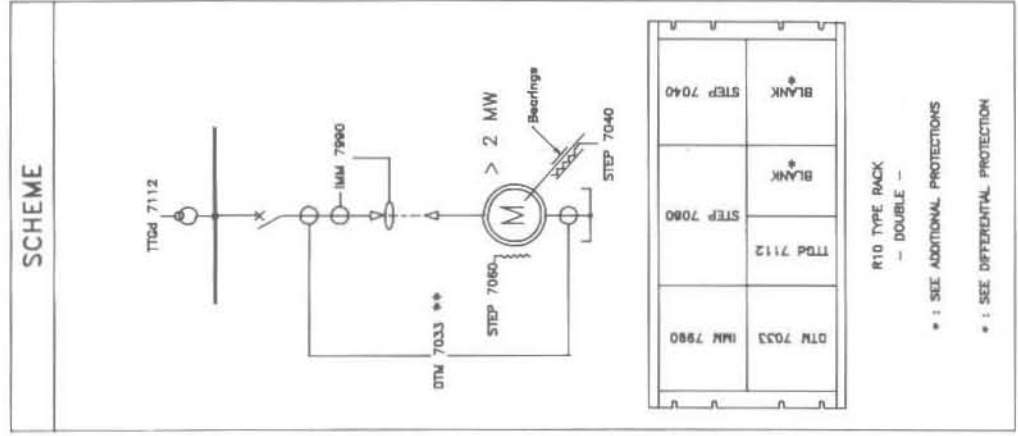 SCHEME
TTGd 7112
IMM 7990
> 2 MW
Bearings
STEP 7040
STEP 7060
DTM 7033 **
STEP 7040
BLANK
*
STEP 7060
BLANK
*
TTGd 7112
IMM 7990
DTM 7033
R10 TYPE RACK
- DOUBLE -
* : SEE ADDITIONAL PROTECTIONS
* : SEE DIFFERENTIAL PROTECTION
M